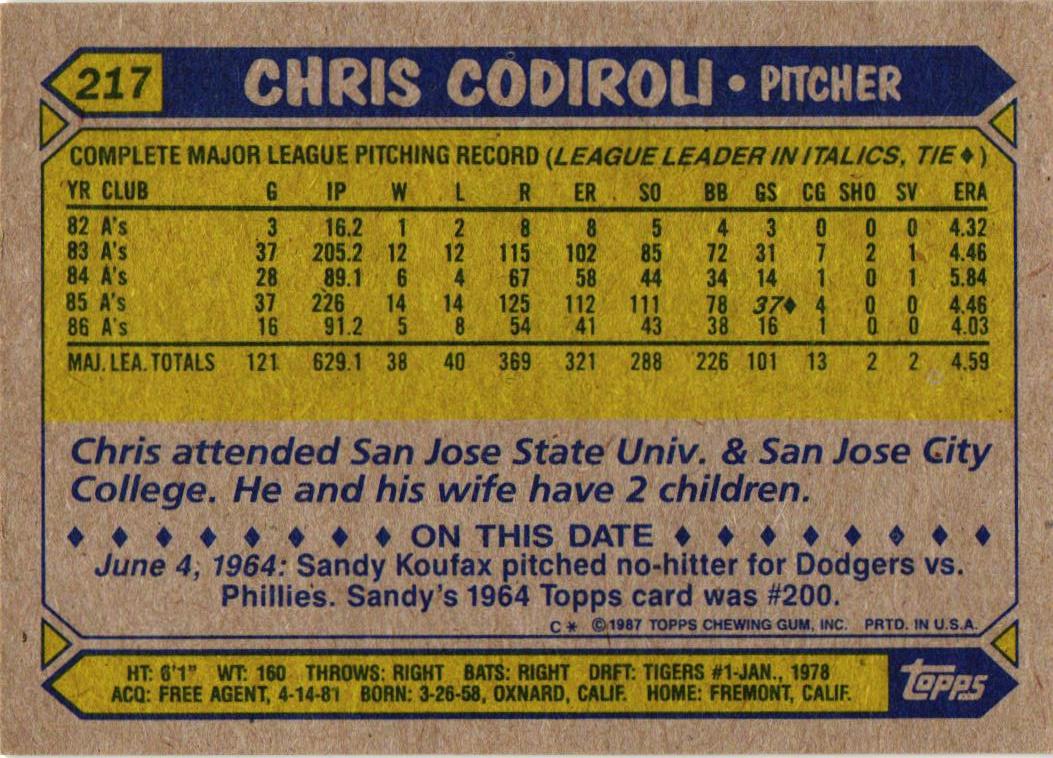 217 CHRIS CODIROLI • PITCHER
COMPLETE MAJOR LEAGUE PITCHING RECORD (LEAGUE LEADER IN ITALICS, TIE ♦)
YR CLUB G IP W L R ER SO BB GS CG SHO SV ERA
82 A's 3 16.2 1 2 8 8 5 4 3 0 0 0 4.32
83 A's 37 205.2 12 12 115 102 85 72 31 7 2 1 4.46
84 A's 28 89.1 6 4 67 58 44 34 14 1 0 1 5.84
85 A's 37 226 14 14 125 112 111 78 37♦ 4 0 0 4.46
86 A's 16 91.2 5 8 54 41 43 38 16 1 0 0 4.03
MAJ. LEA. TOTALS 121 629.1 38 40 369 321 288 226 101 13 2 2 4.59
Chris attended San Jose State Univ. & San Jose City
College. He and his wife have 2 children.
♦ ♦ ♦ ♦ ♦ ♦ ♦ ♦ ON THIS DATE ♦ ♦ ♦ ♦ ♦ ♦ ♦ ♦
June 4, 1964: Sandy Koufax pitched no-hitter for Dodgers vs.
Phillies. Sandy's 1964 Topps card was #200.
C* ©1987 TOPPS CHEWING GUM, INC. PRTD. IN U.S.A.
HT: 6'1" WT: 160 THROWS: RIGHT BATS: RIGHT DRFT: TIGERS #1-JAN., 1978
ACQ: FREE AGENT, 4-14-81 BORN: 3-26-58, OXNARD, CALIF. HOME: FREMONT, CALIF.
Topps